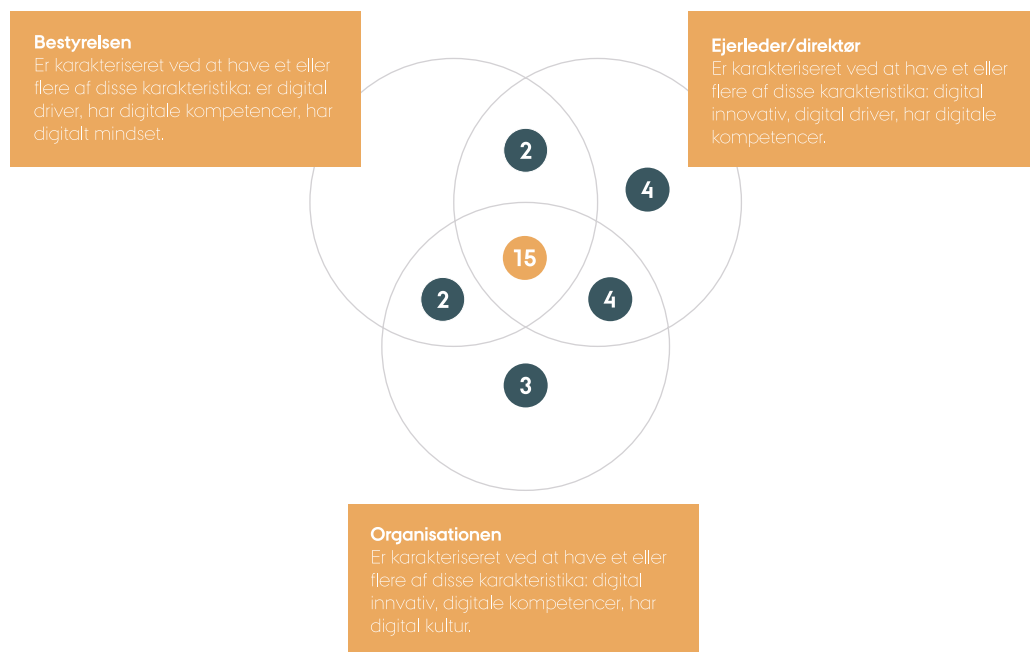 Bestyrelsen
Er karakteriseret ved at have et eller
flere af disse karakteristika: er digital
driver, har digitale kompetencer, har
digitalt mindset.
Ejerleder/direktør
Er karakteriseret ved at have et eller
flere af disse karakteristika: digital
innovativ, digital driver, har digitale
kompetencer.
2
4
15
2
4
3
Organisationen
Er karakteriseret ved at have et eller
flere af disse karakteristika: digital
innvativ, digitale kompetencer, har
digital kultur.